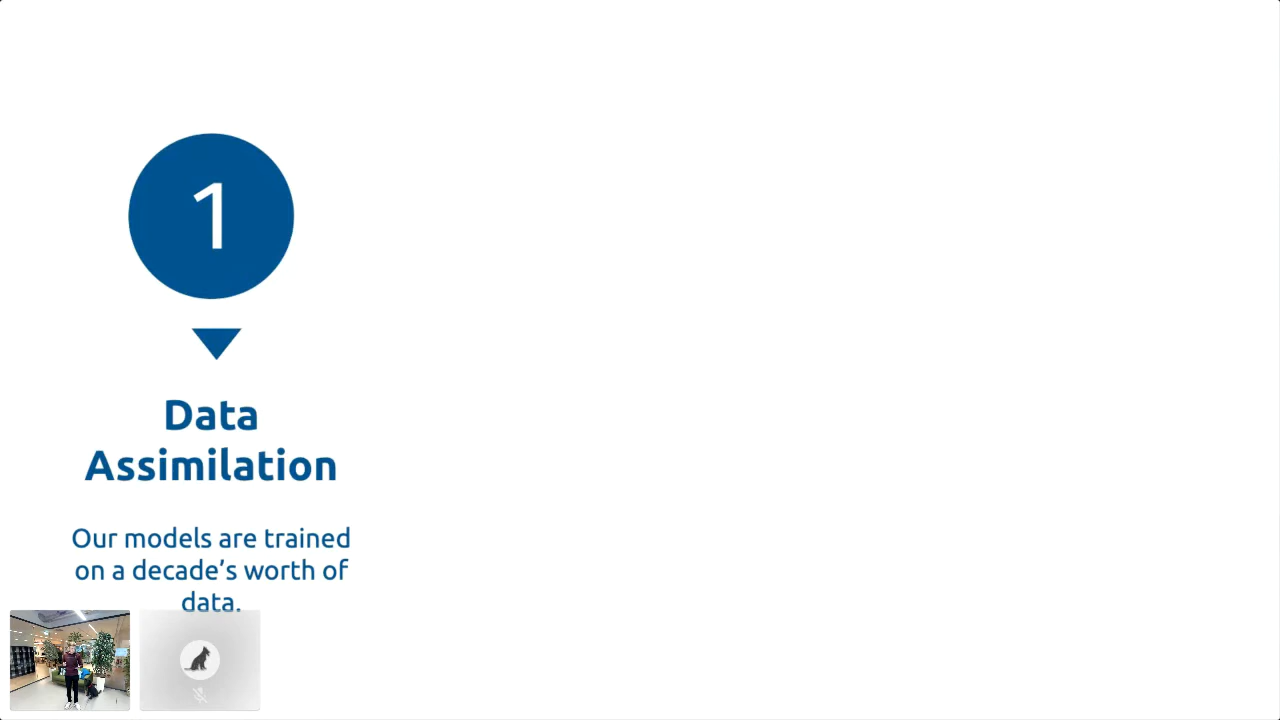 1
Data
Assimilation
Our models are trained
on a decade’s worth of
data.